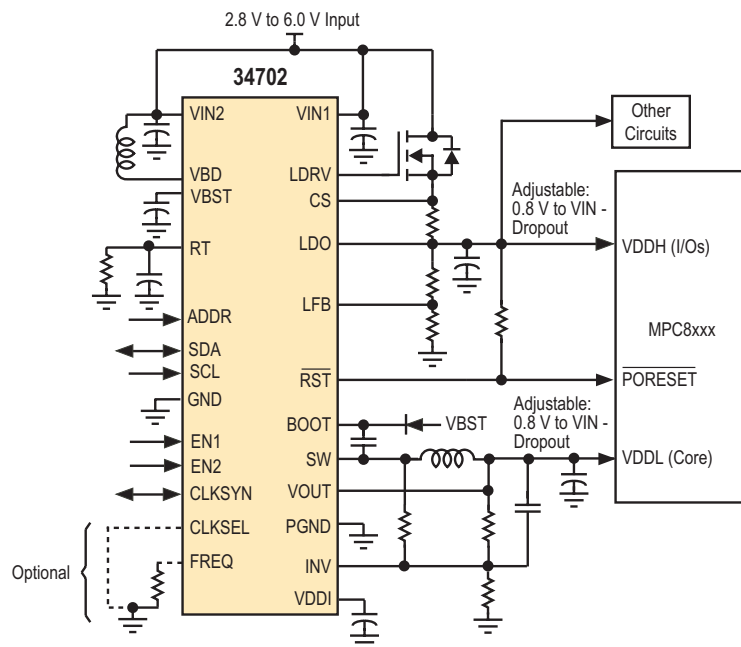 2.8 V to 6.0 V Input
34702
VIN2
VBD
VBST
RT
ADDR
SDA
SCL
GND
EN1
EN2
CLKSYN
CLKSEL
FREQ
Optional
VIN1
LDRV
CS
LDO
LFB
RST
BOOT
SW
VOUT
PGND
INV
VDDI
VBST
Other
Circuits
Adjustable:
0.8 V to VIN -
Dropout
Adjustable:
0.8 V to VIN -
Dropout
VDDH (I/Os)
MPC8xxx
PORESET
VDDL (Core)